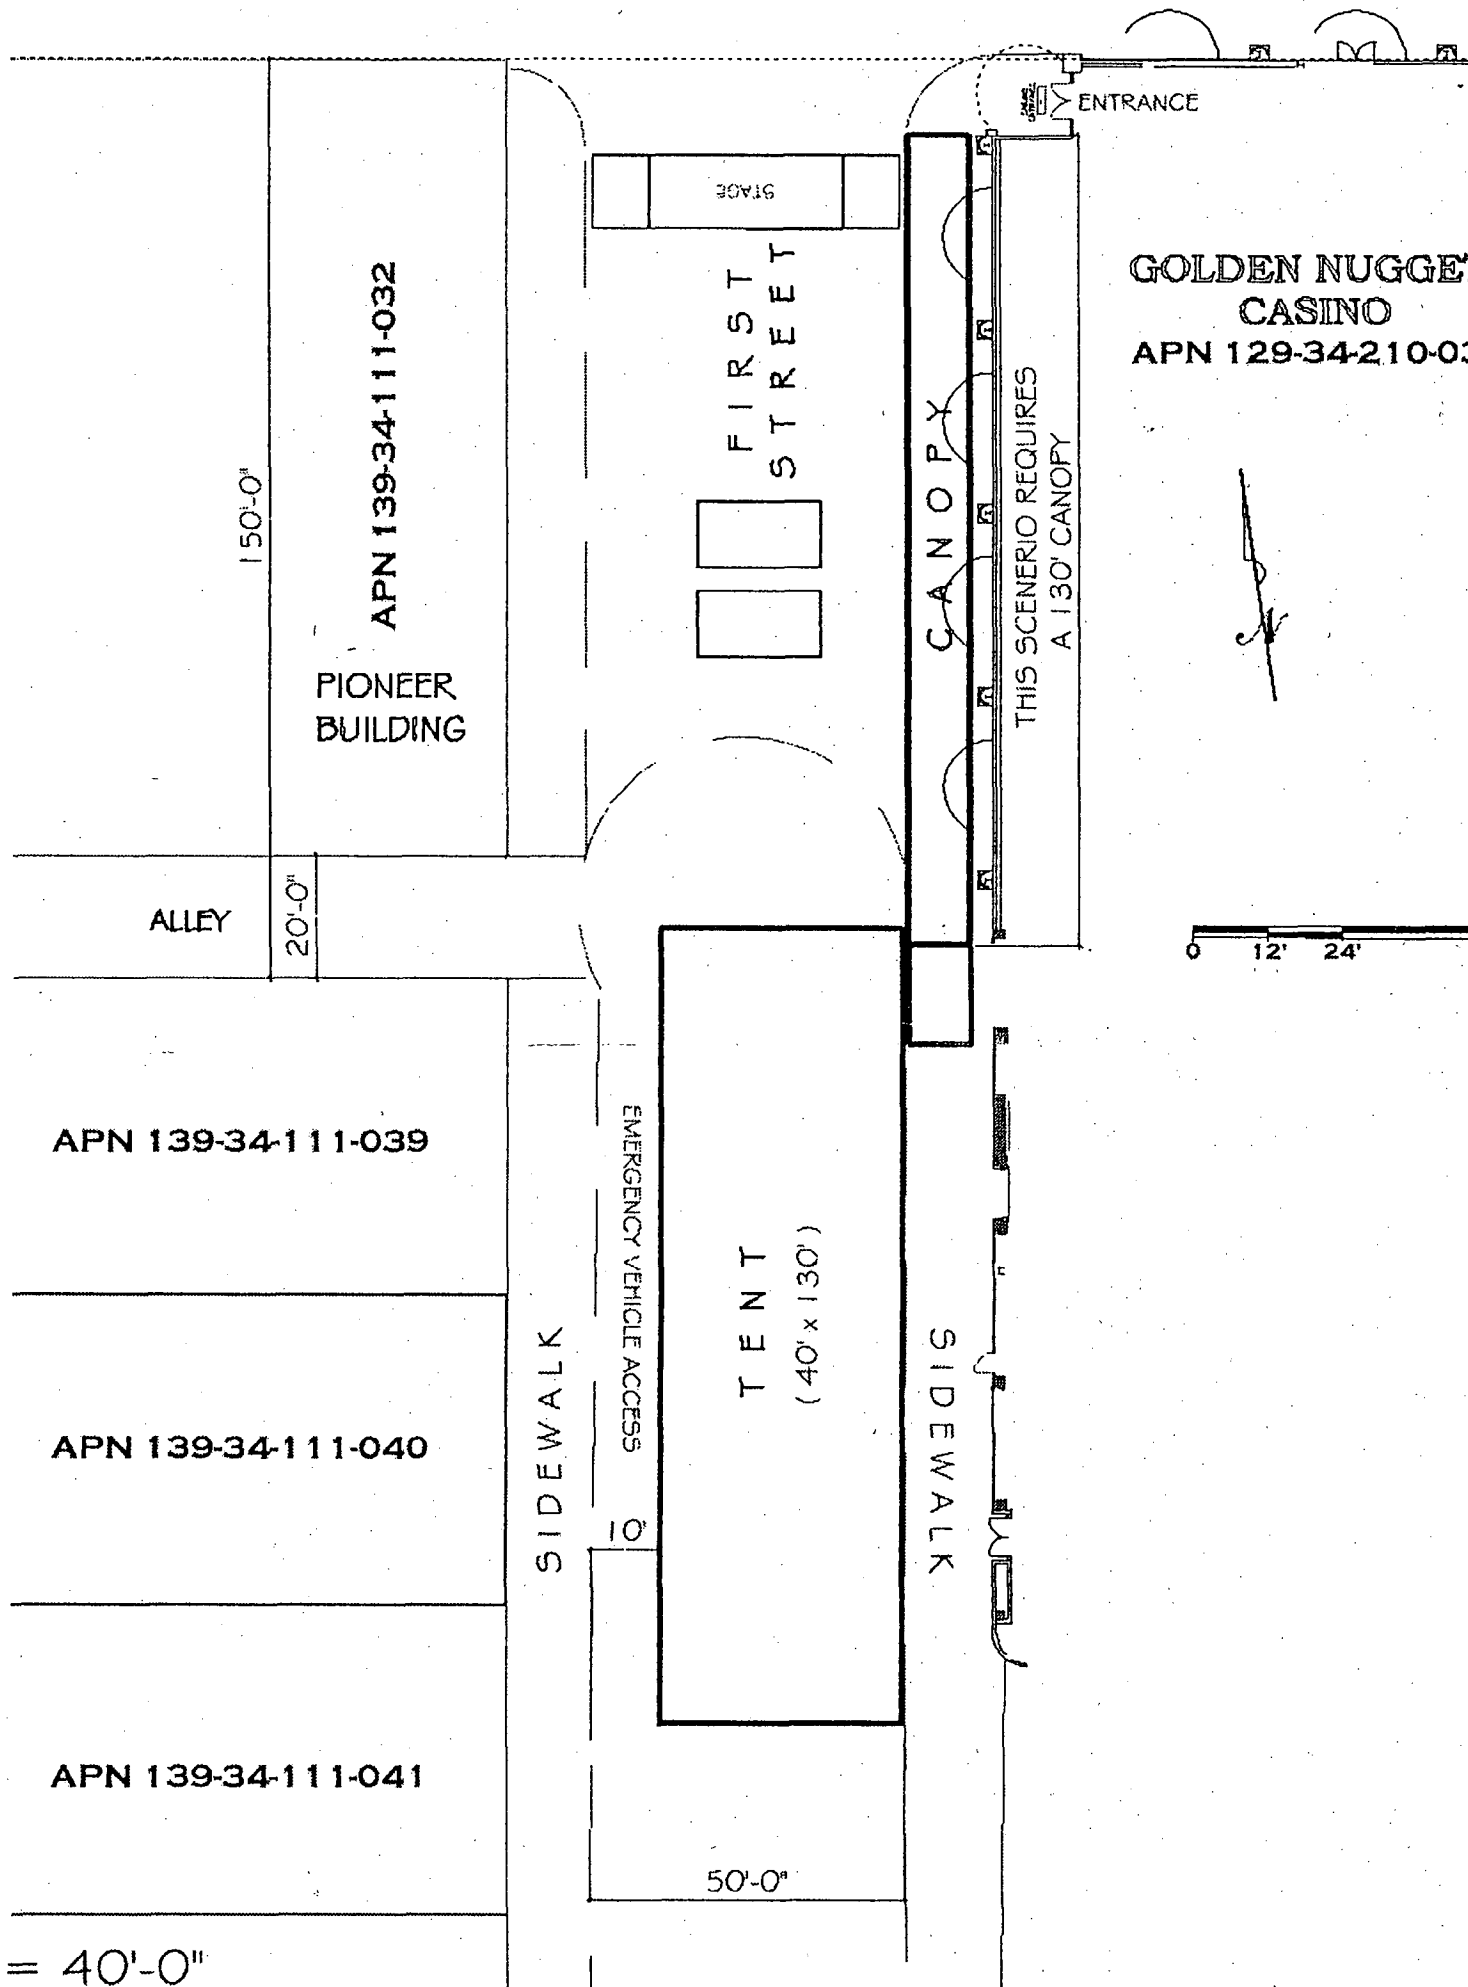 ENTRANCE
STAGE
FIRST
STREET
GOLDEN NUGGE
CASINO
APN 129-34-210-03
APN 139-34-111-032
150'-0"
CANOPY
THIS SCENERIO REQUIRES
A 130' CANOPY
N
PIONEER
BUILDING
ALLEY
20'-0"
0 12' 24'
APN 139-34-111-039
EMERGENCY VEHICLE ACCESS
TENT
(40' x 130')
SIDEWALK
SIDEWALK
APN 139-34-111-040
10'
APN 139-34-111-041
50'-0"
= 40'-0"